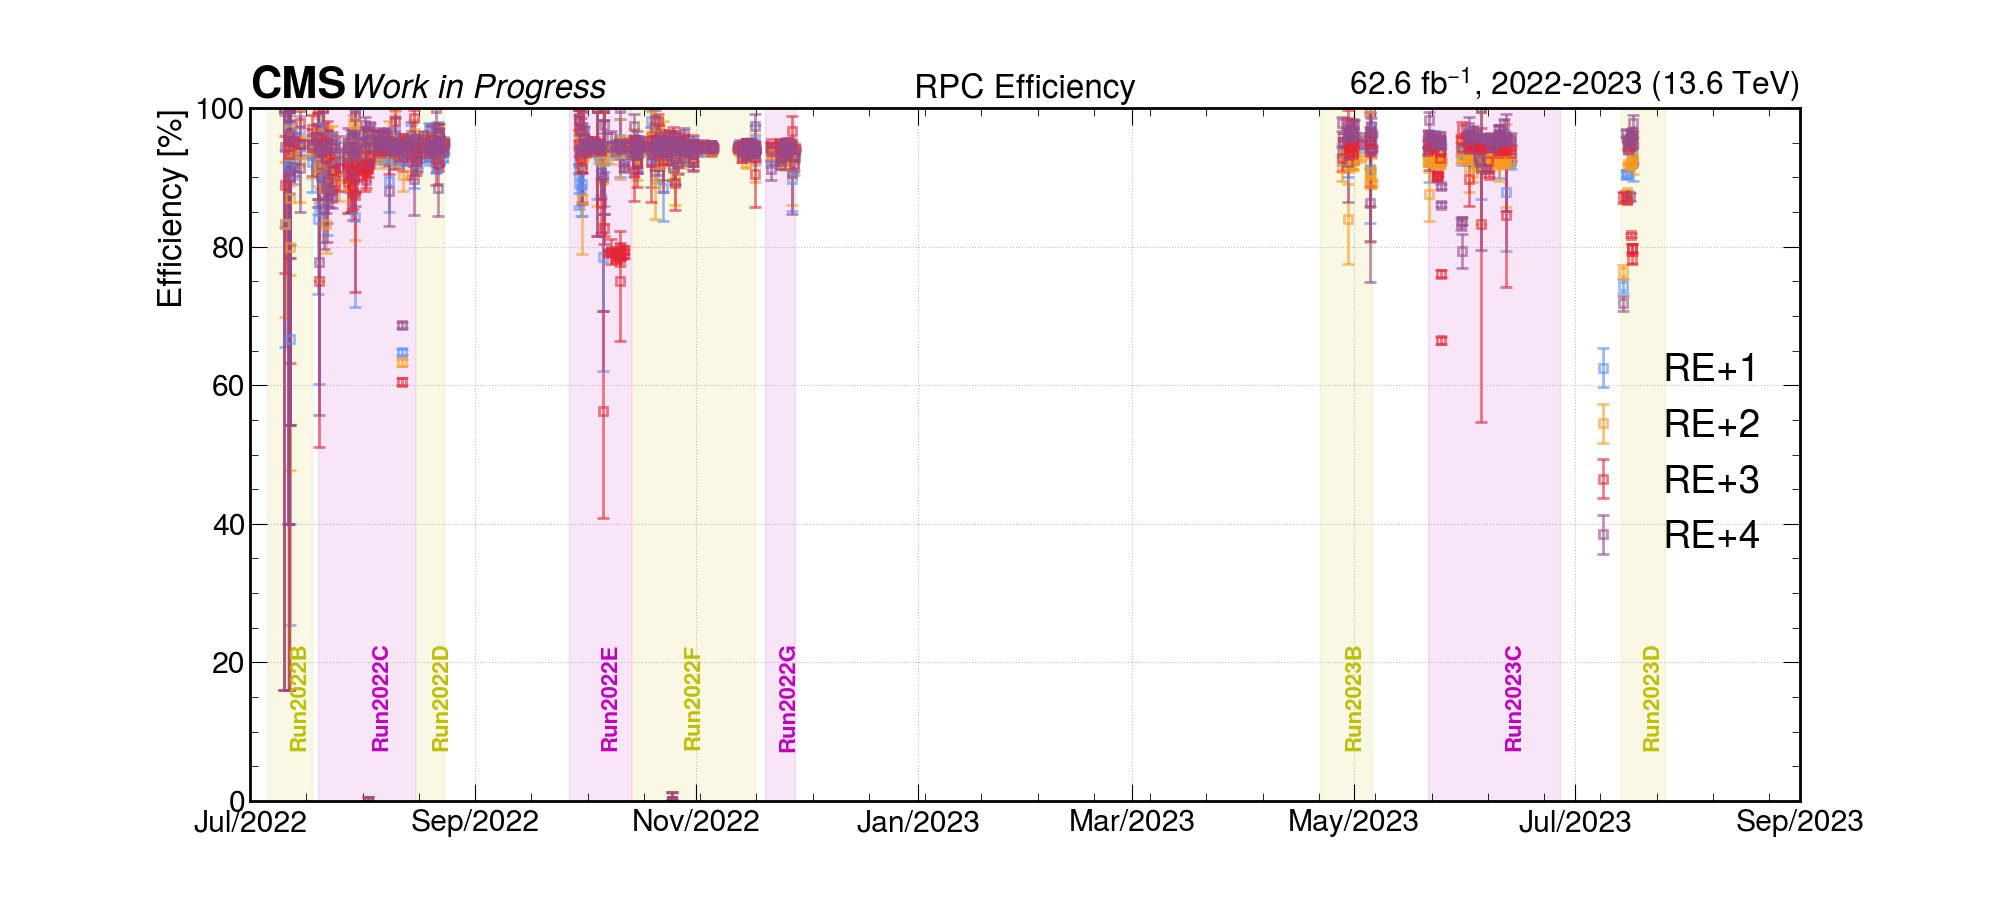 CMS Work in Progress RPC Efficiency 62.6 fb⁻¹, 2022-2023 (13.6 TeV)
Efficiency [%]
100
80
60
40
20
0
RE+1
RE+2
RE+3
RE+4
Run2022B
Run2022C
Run2022D
Run2022E
Run2022F
Run2022G
Run2023B
Run2023C
Run2023D
Jul/2022 Sep/2022 Nov/2022 Jan/2023 Mar/2023 May/2023 Jul/2023 Sep/2023